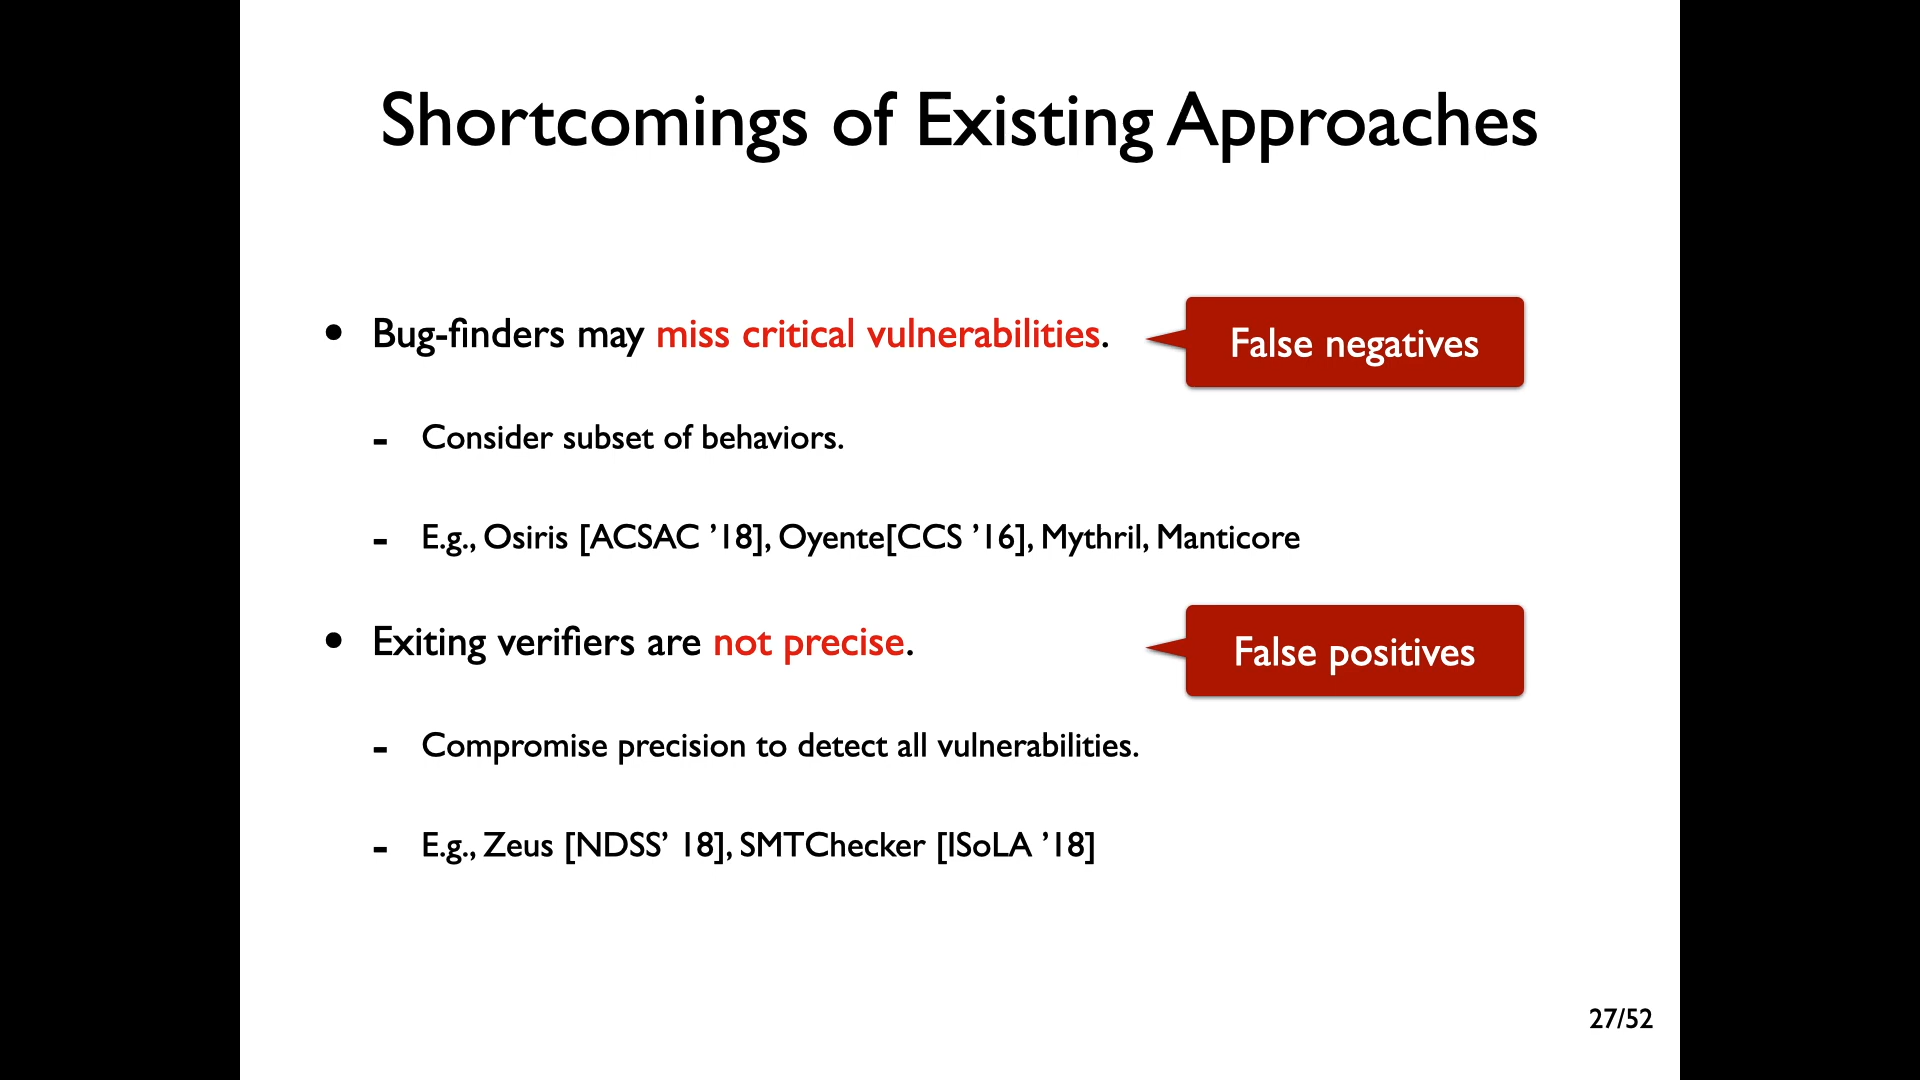 Shortcomings of Existing Approaches
• Bug-finders may miss critical vulnerabilities.
False negatives
- Consider subset of behaviors.
- E.g., Osiris [ACSAC ’18], Oyente[CCS ’16], Mythril, Manticore
• Exiting verifiers are not precise.
False positives
- Compromise precision to detect all vulnerabilities.
- E.g., Zeus [NDSS’ 18], SMTChecker [ISoLA ’18]
27/52